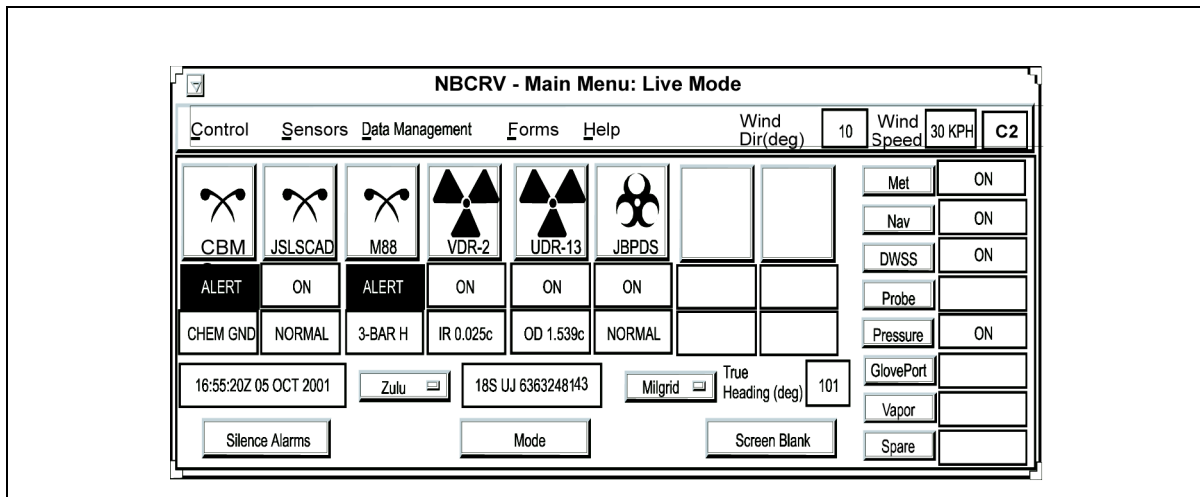 NBCRV - Main Menu: Live Mode
Control Sensors Data Management Forms Help Wind Dir(deg) 10 Wind Speed 30 KPH C2
CBM JSLSCAD M88 VDR-2 UDR-13 JBPDS
ALERT ON ALERT ON ON ON
CHEM GND NORMAL 3-BAR H IR 0.025c OD 1.539c NORMAL
16:55:20Z 05 OCT 2001 Zulu 18S UJ 6363248143 Milgrid True Heading (deg) 101
Silence Alarms Mode Screen Blank
Met ON
Nav ON
DWSS ON
Probe
Pressure ON
GlovePort
Vapor
Spare